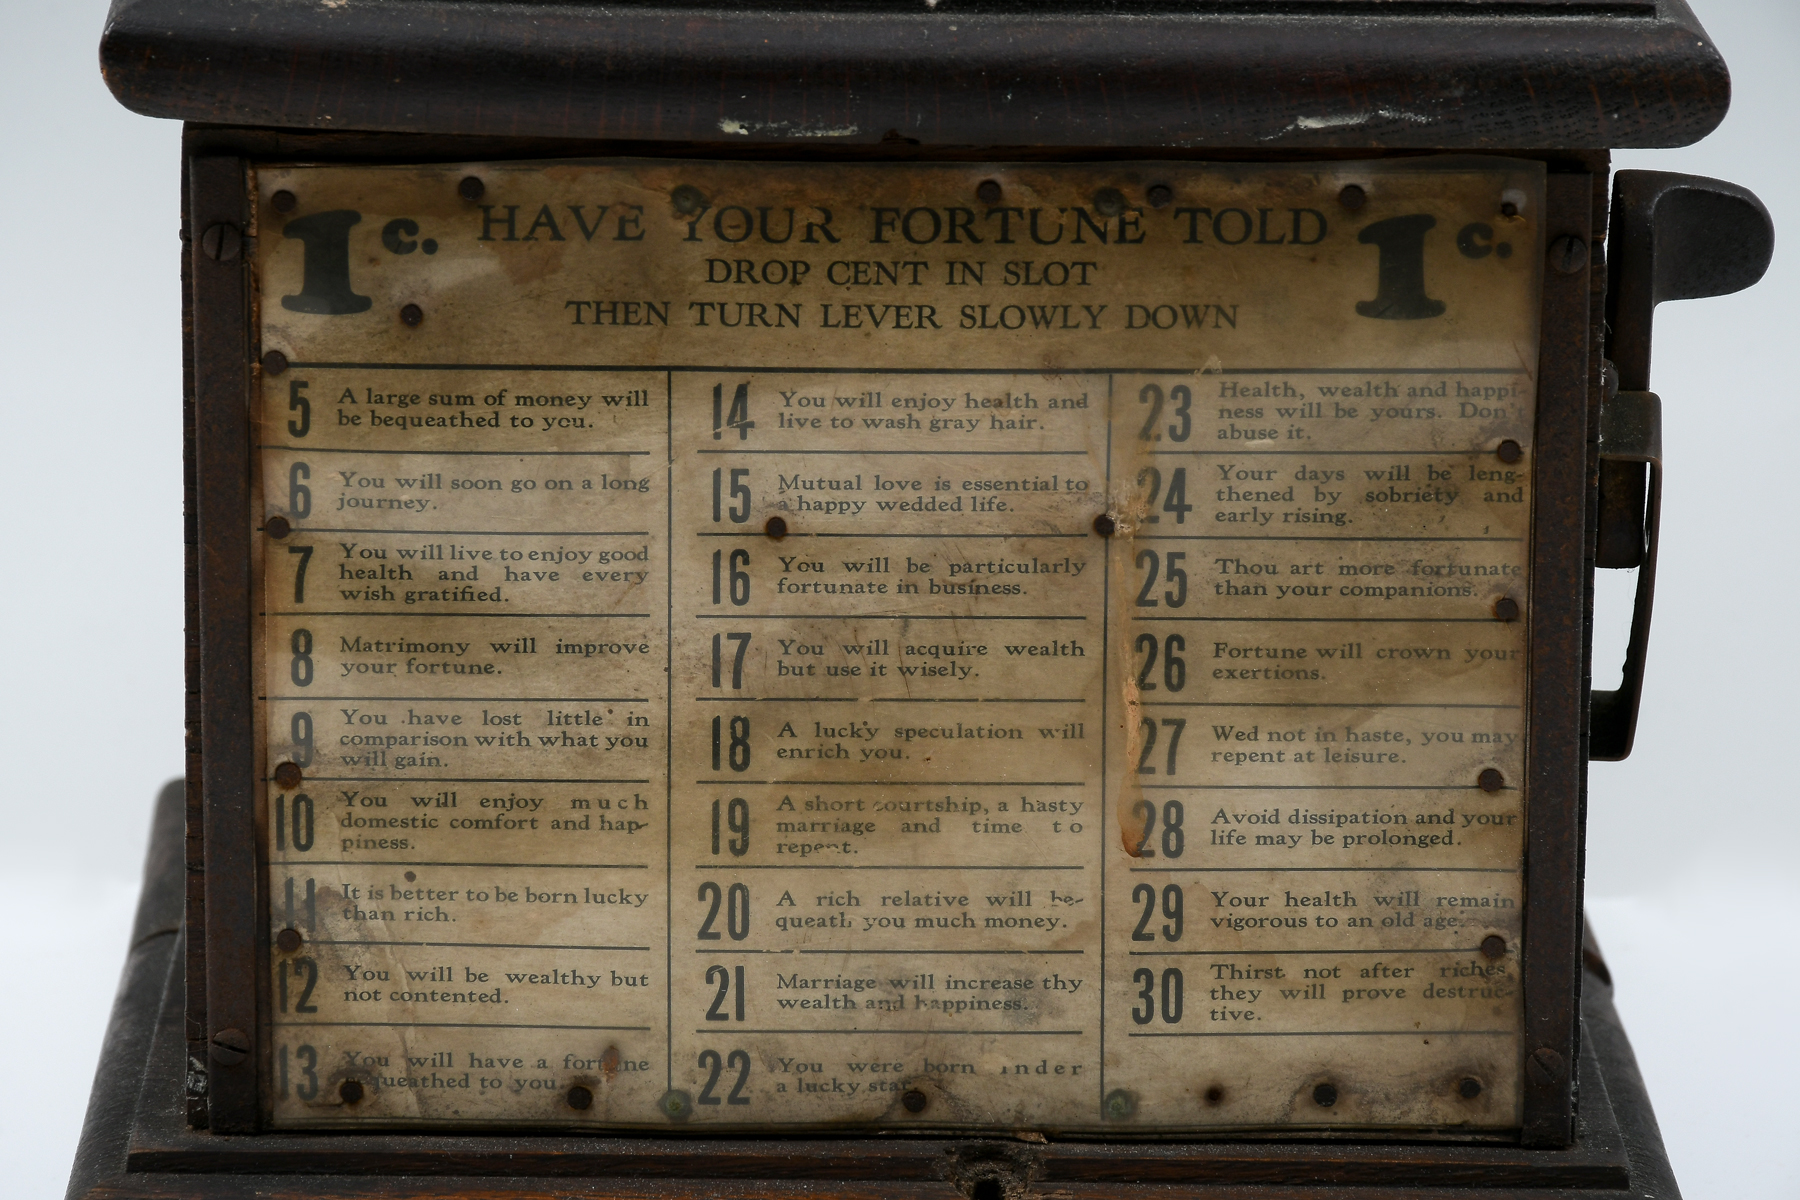 1c. HAVE YOUR FORTUNE TOLD 1c.
DROP CENT IN SLOT
THEN TURN LEVER SLOWLY DOWN
5 A large sum of money will
be bequeathed to you.
6 You will soon go on a long
journey.
7 You will live to enjoy good
health and have every
wish gratified.
8 Matrimony will improve
your fortune.
9 You have lost little in
comparison with what you
will gain.
10 You will enjoy much
domestic comfort and hap-
piness.
11 It is better to be born lucky
than rich.
12 You will be wealthy but
not contented.
13 You will have a fortune
bequeathed to you.
14 You will enjoy health and
live to wash gray hair.
15 Mutual love is essential to
a happy wedded life.
16 You will be particularly
fortunate in business.
17 You will acquire wealth
but use it wisely.
18 A lucky speculation will
enrich you.
19 A short courtship, a hasty
marriage and time to
repent.
20 A rich relative will be-
queath you much money.
21 Marriage will increase thy
wealth and happiness.
22 You were born under
a lucky star.
23 Health, wealth and happi-
ness will be yours. Don't
abuse it.
24 Your days will be leng-
thened by sobriety and
early rising.
25 Thou art more fortunate
than your companions.
26 Fortune will crown your
exertions.
27 Wed not in haste, you may
repent at leisure.
28 Avoid dissipation and your
life may be prolonged.
29 Your health will remain
vigorous to an old age.
30 Thirst not after riches,
they will prove destruc-
tive.